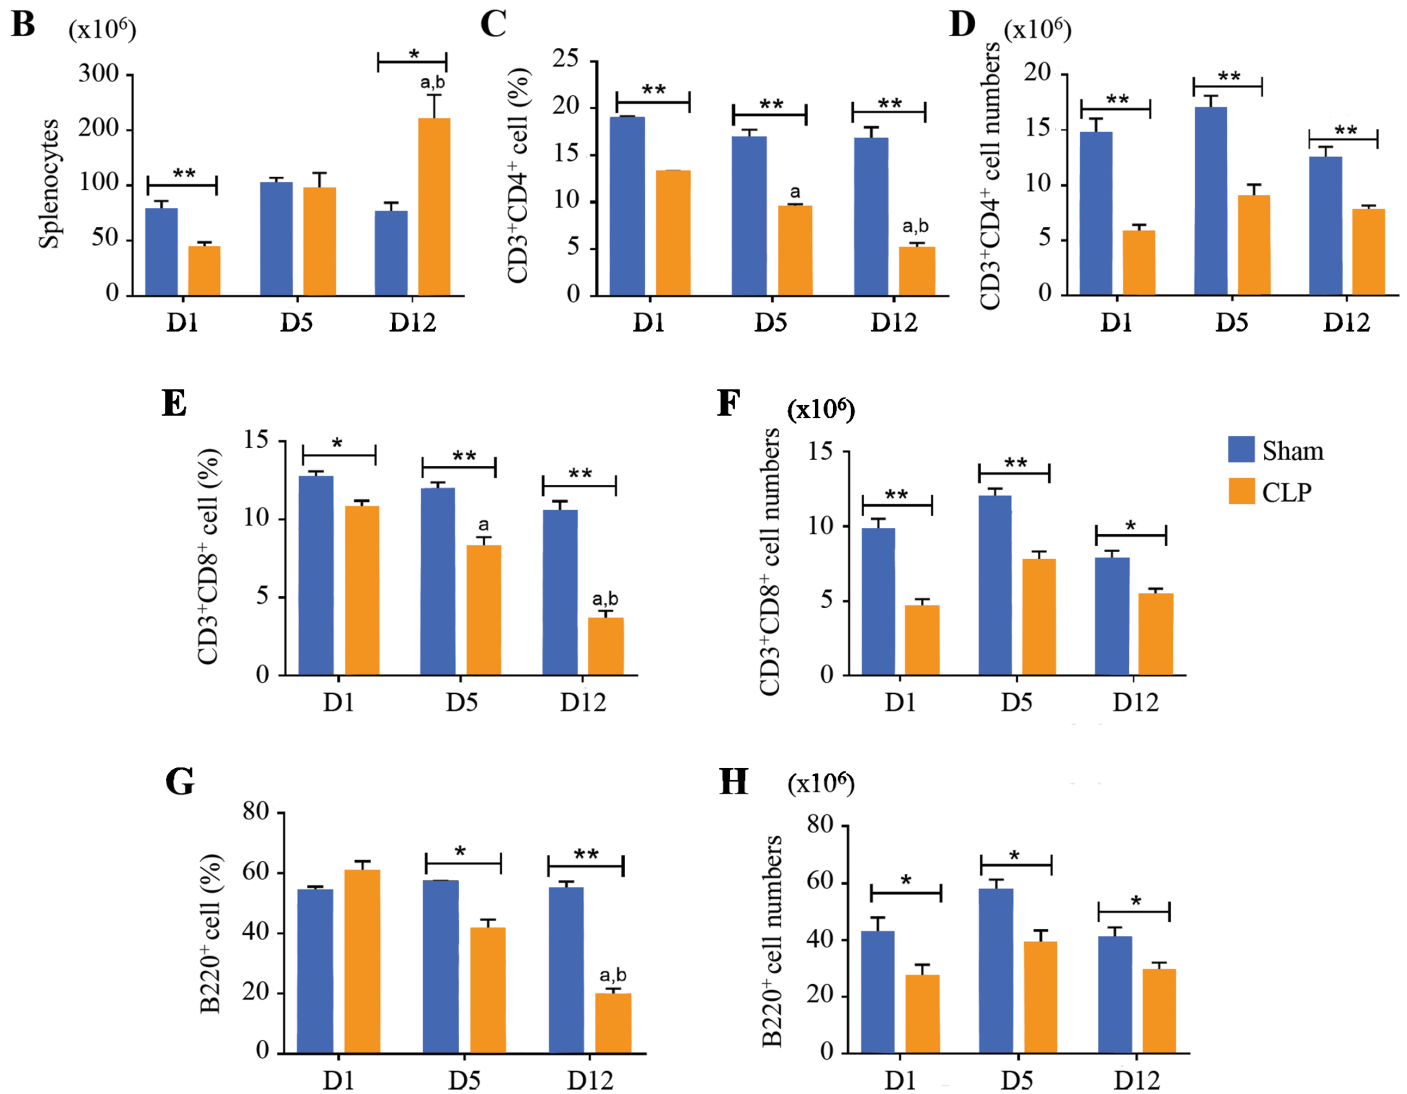 B (x10⁶)
Splenocytes
300
200
100
50
0
**
*
a,b
D1 D5 D12
C
CD3⁺CD4⁺ cell (%)
25
20
15
10
5
0
**
**
**
a
a,b
D1 D5 D12
D (x10⁶)
CD3⁺CD4⁺ cell numbers
20
15
10
5
0
**
**
**
D1 D5 D12
E
CD3⁺CD8⁺ cell (%)
15
10
5
0
*
**
**
a
a,b
D1 D5 D12
F (x10⁶)
CD3⁺CD8⁺ cell numbers
15
10
5
0
**
**
*
D1 D5 D12
Sham
CLP
G
B220⁺ cell (%)
80
60
40
20
0
*
**
a,b
D1 D5 D12
H (x10⁶)
B220⁺ cell numbers
80
60
40
20
0
*
*
*
D1 D5 D12